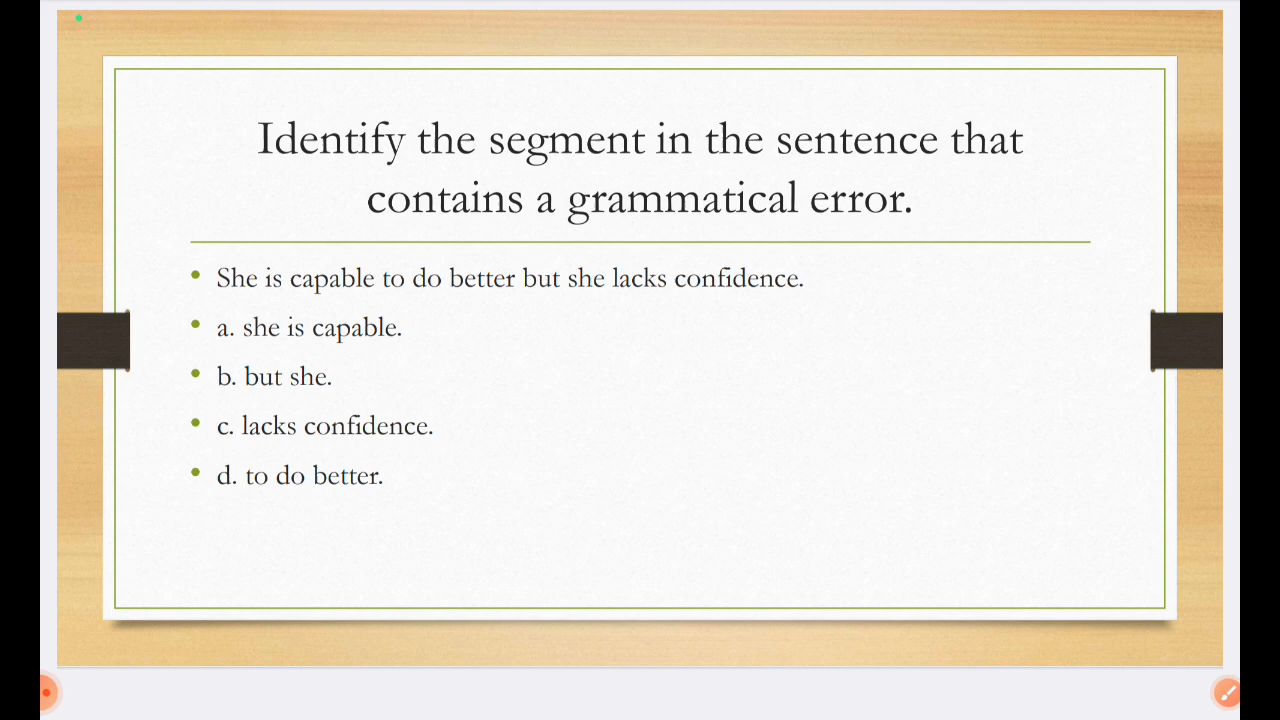 Identify the segment in the sentence that
contains a grammatical error.
• She is capable to do better but she lacks confidence.
• a. she is capable.
• b. but she.
• c. lacks confidence.
• d. to do better.